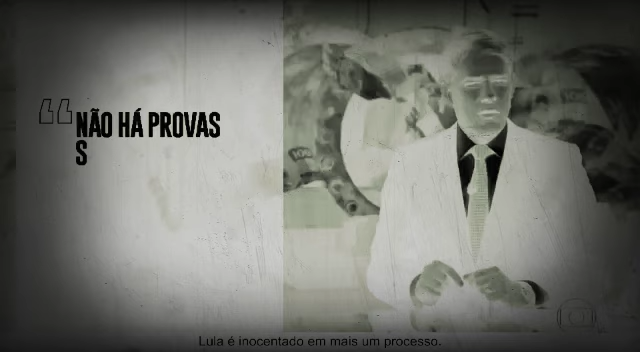 “NÃO HÁ PROVAS
S
Lula é inocentado em mais um processo.